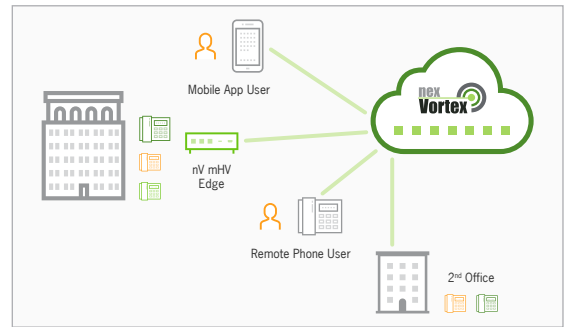 nex
Vortex
Mobile App User
nV mHV
Edge
Remote Phone User
2nd Office